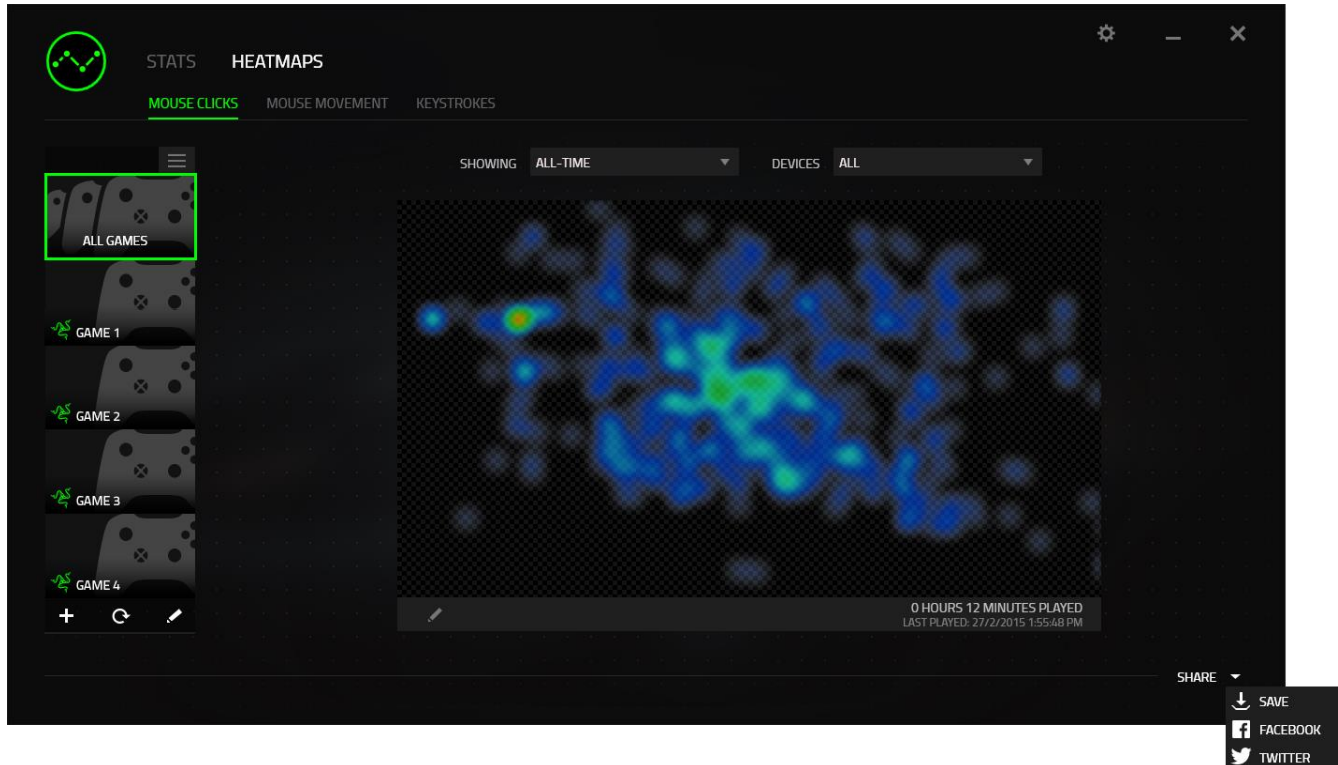 STATS HEATMAPS
MOUSE CLICKS MOUSE MOVEMENT KEYSTROKES
SHOWING ALL-TIME DEVICES ALL
ALL GAMES
GAME 1
GAME 2
GAME 3
GAME 4
0 HOURS 12 MINUTES PLAYED
LAST PLAYED: 27/2/2015 1:55:48 PM
SHARE
SAVE
FACEBOOK
TWITTER